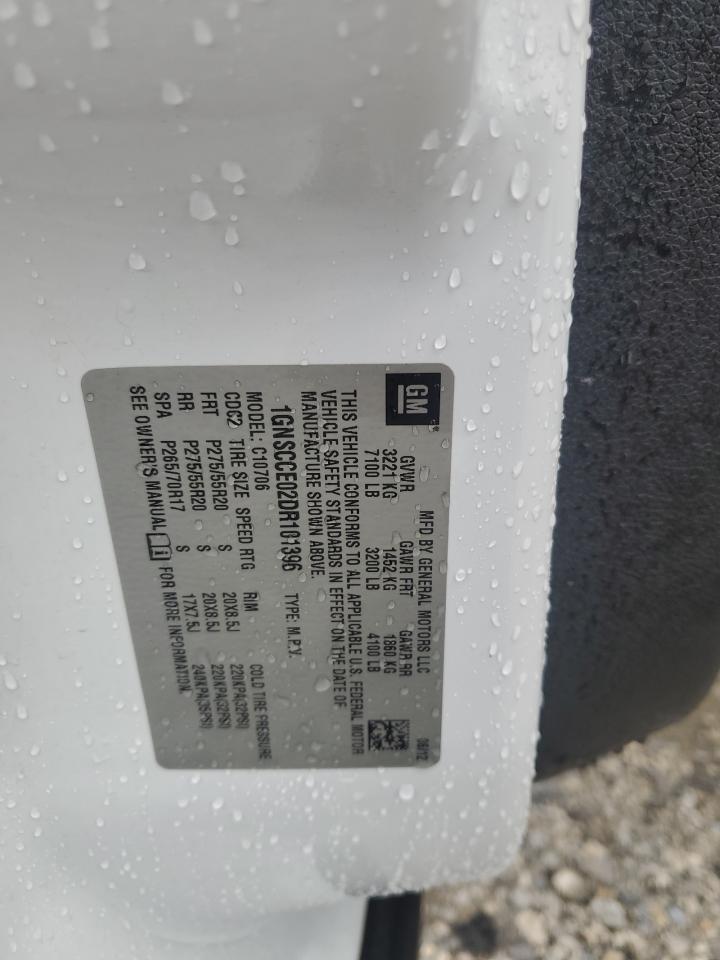 GM
MFD BY GENERAL MOTORS LLC 06/12
GVWR GAWR FRT GAWR RR
3221 KG 1452 KG 1860 KG
7100 LB 3200 LB 4100 LB
THIS VEHICLE CONFORMS TO ALL APPLICABLE U.S. FEDERAL MOTOR
VEHICLE SAFETY STANDARDS IN EFFECT ON THE DATE OF
MANUFACTURE SHOWN ABOVE.
1GNSCCE02DR101396 TYPE: M.P.V.
MODEL: C10706
CDC2 TIRE SIZE SPEED RTG RIM COLD TIRE PRESSURE
FRT P275/55R20 S 20X8.5J 220KPA(32PSI)
RR P275/55R20 S 20X8.5J 220KPA(32PSI)
SPA P265/70R17 S 17X7.5J 240KPA(35PSI)
SEE OWNER'S MANUAL i FOR MORE INFORMATION.